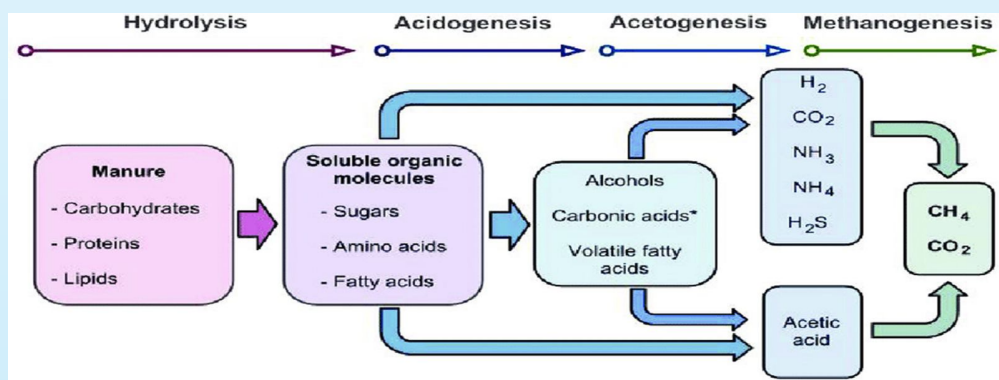 Hydrolysis
Acidogenesis
Acetogenesis
Methanogenesis
Manure
- Carbohydrates
- Proteins
- Lipids
Soluble organic
molecules
- Sugars
- Amino acids
- Fatty acids
Alcohols
Carbonic acids*
Volatile fatty
acids
H₂
CO₂
NH₃
NH₄
H₂S
Acetic
acid
CH₄
CO₂